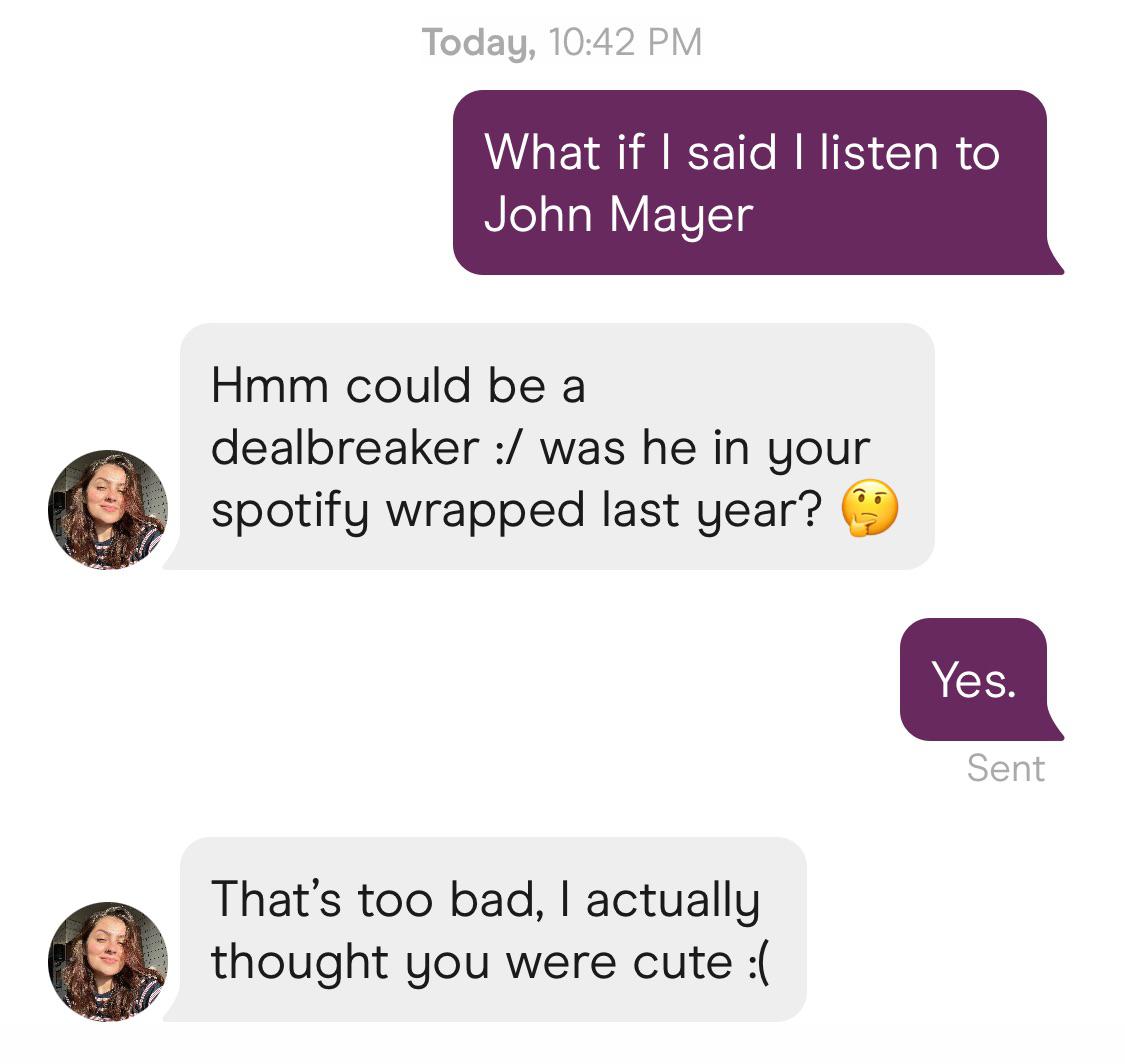 Today, 10:42 PM
What if I said I listen to
John Mayer
Hmm could be a
dealbreaker :/ was he in your
spotify wrapped last year? 🤔
Yes.
Sent
That’s too bad, I actually
thought you were cute :(